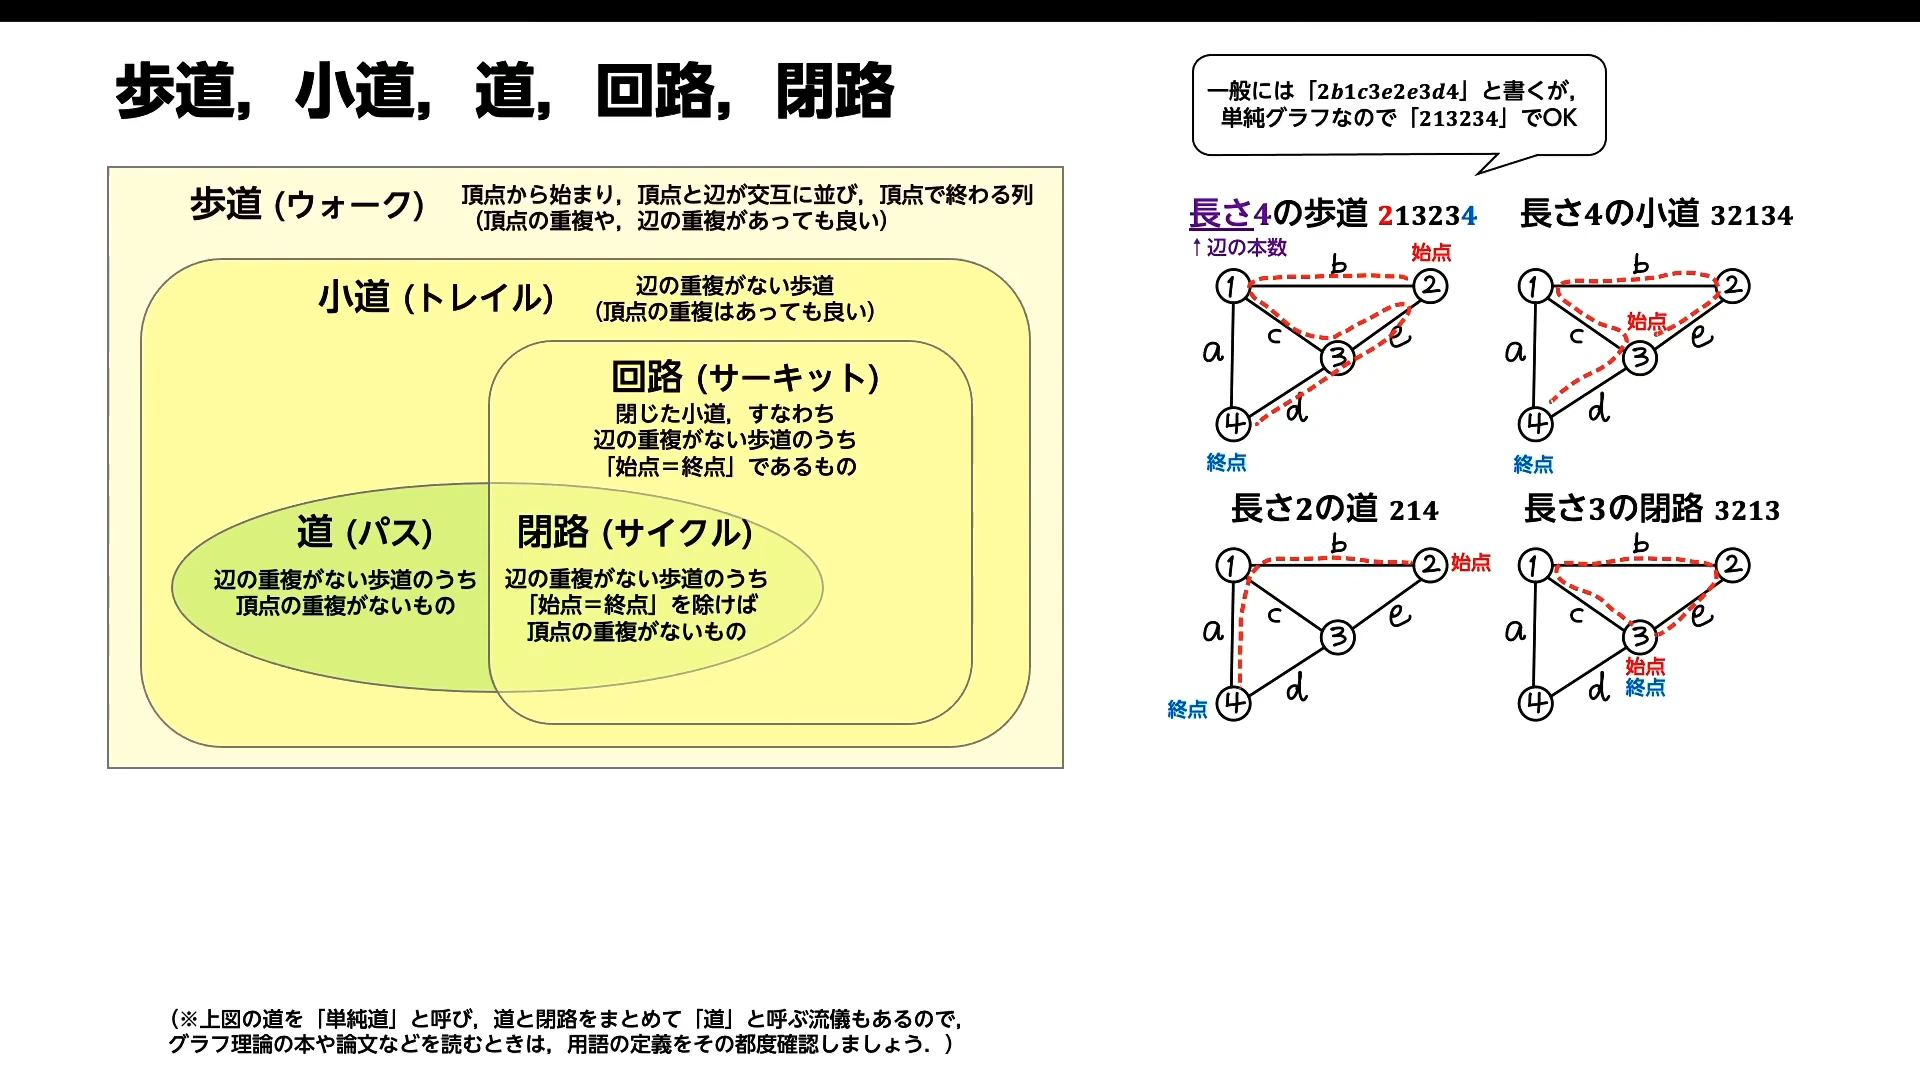 歩道，小道，道，回路，閉路
一般には「2b1c3e2e3d4」と書くが，
単純グラフなので「213234」でOK
歩道 (ウォーク)
頂点から始まり，頂点と辺が交互に並び，頂点で終わる列
（頂点の重複や，辺の重複があっても良い）
小道 (トレイル)
辺の重複がない歩道
（頂点の重複はあっても良い）
回路 (サーキット)
閉じた小道，すなわち
辺の重複がない歩道のうち
「始点＝終点」であるもの
道 (パス)
辺の重複がない歩道のうち
頂点の重複がないもの
閉路 (サイクル)
辺の重複がない歩道のうち
「始点＝終点」を除けば
頂点の重複がないもの
長さ4の歩道 213234
↑辺の本数
始点
1
b
2
c
e
a
3
d
4
終点
長さ4の小道 32134
1
b
2
始点
c
e
a
3
d
4
終点
長さ2の道 214
1
b
2
始点
c
e
a
3
d
4
終点
長さ3の閉路 3213
1
b
2
c
e
a
3
始点
終点
d
4
（※上図の道を「単純道」と呼び，道と閉路をまとめて「道」と呼ぶ流儀もあるので，
グラフ理論の本や論文などを読むときは，用語の定義をその都度確認しましょう．）